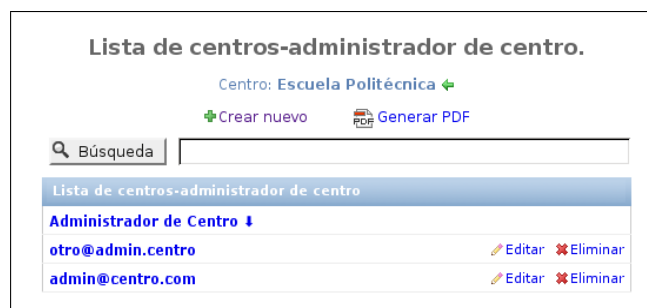 Lista de centros-administrador de centro.
Centro: Escuela Politécnica
Crear nuevo PDF Generar PDF
Búsqueda
Lista de centros-administrador de centro
Administrador de Centro
otro@admin.centro Editar Eliminar
admin@centro.com Editar Eliminar